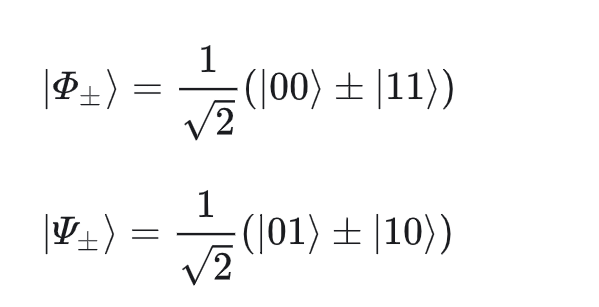 |Φ±⟩ = 1/√2 (|00⟩ ± |11⟩)
|Ψ±⟩ = 1/√2 (|01⟩ ± |10⟩)